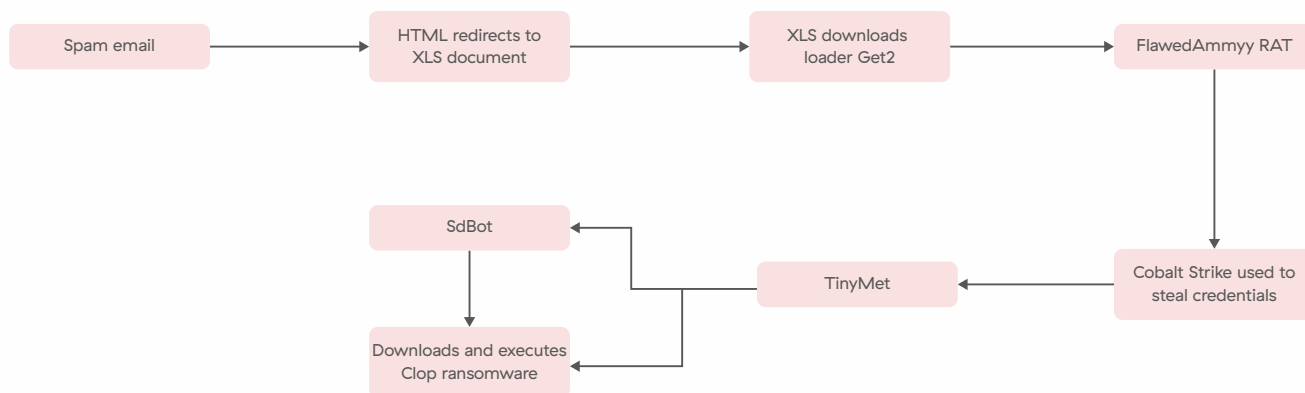 Spam email
HTML redirects to
XLS document
XLS downloads
loader Get2
FlawedAmmyy RAT
SdBot
TinyMet
Cobalt Strike used to
steal credentials
Downloads and executes
Clop ransomware